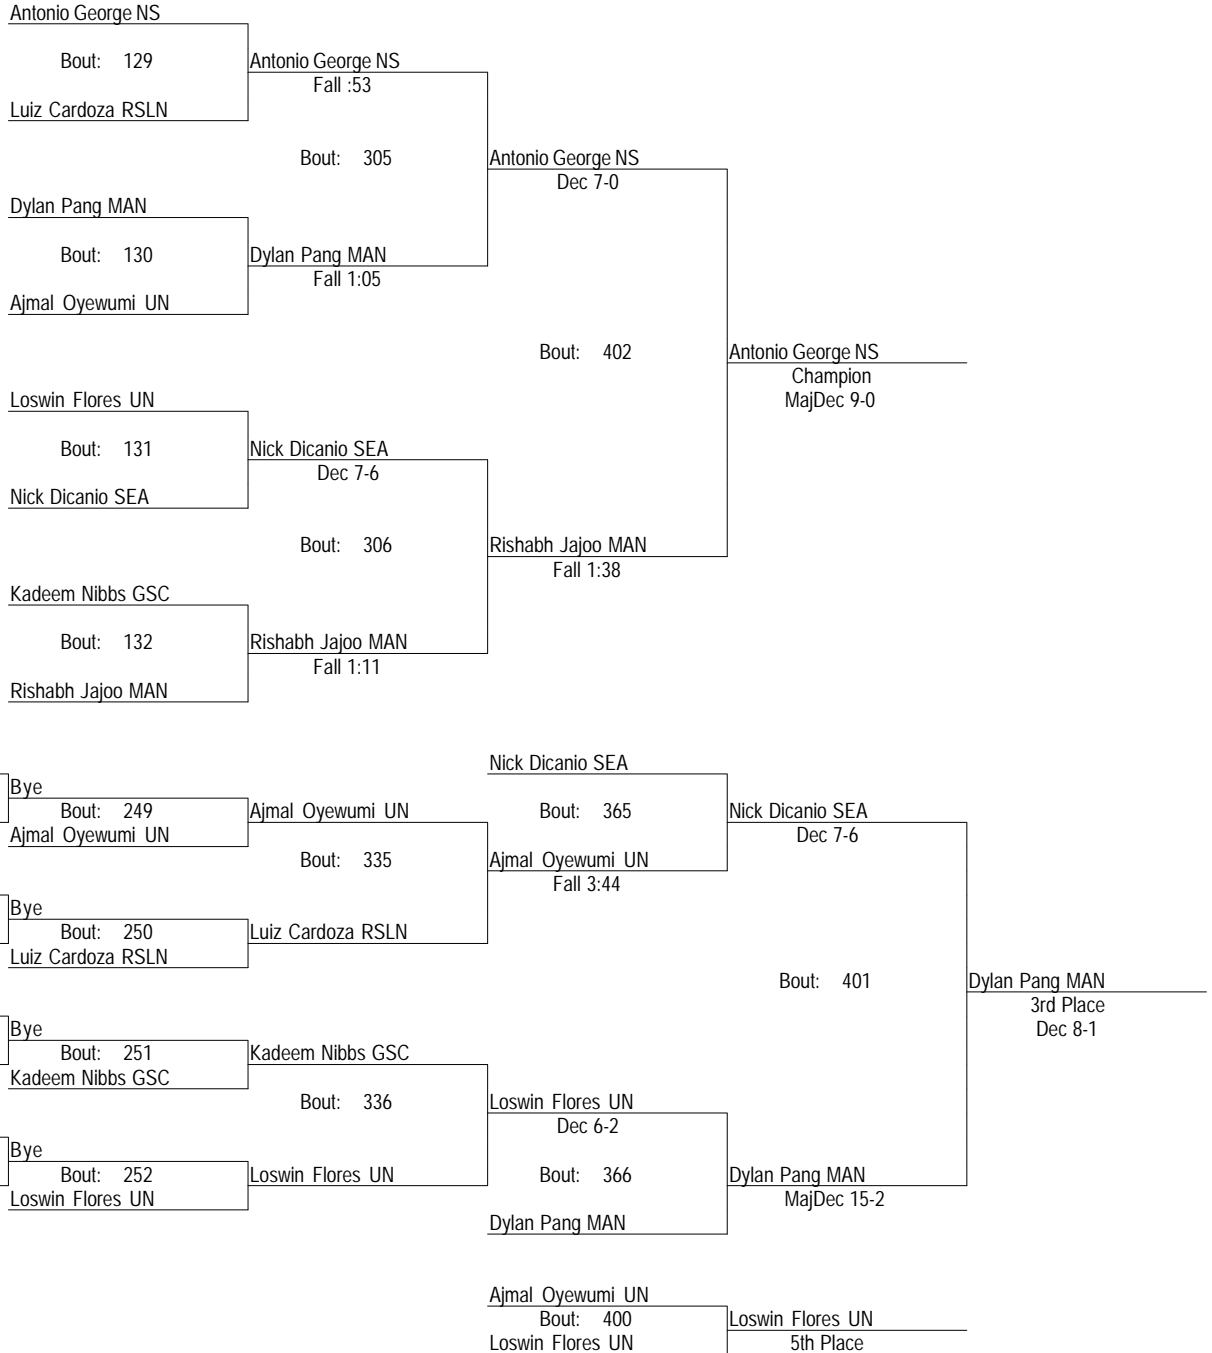 Antonio George NS
Bout: 129
Antonio George NS
Fall :53
Luiz Cardoza RSLN
Bout: 305
Antonio George NS
Dec 7-0
Dylan Pang MAN
Bout: 130
Dylan Pang MAN
Fall 1:05
Ajmal Oyewumi UN
Bout: 402
Antonio George NS
Champion
MajDec 9-0
Loswin Flores UN
Bout: 131
Nick Dicanio SEA
Dec 7-6
Nick Dicanio SEA
Bout: 306
Rishabh Jajoo MAN
Fall 1:38
Kadeem Nibbs GSC
Bout: 132
Rishabh Jajoo MAN
Fall 1:11
Rishabh Jajoo MAN
Nick Dicanio SEA
Bye
Bout: 249
Ajmal Oyewumi UN
Bout: 365
Nick Dicanio SEA
Dec 7-6
Ajmal Oyewumi UN
Bout: 335
Ajmal Oyewumi UN
Fall 3:44
Bye
Bout: 250
Luiz Cardoza RSLN
Luiz Cardoza RSLN
Bout: 401
Dylan Pang MAN
3rd Place
Dec 8-1
Bye
Bout: 251
Kadeem Nibbs GSC
Kadeem Nibbs GSC
Bout: 336
Loswin Flores UN
Dec 6-2
Bye
Bout: 252
Loswin Flores UN
Bout: 366
Dylan Pang MAN
MajDec 15-2
Loswin Flores UN
Dylan Pang MAN
Ajmal Oyewumi UN
Bout: 400
Loswin Flores UN
Loswin Flores UN
5th Place